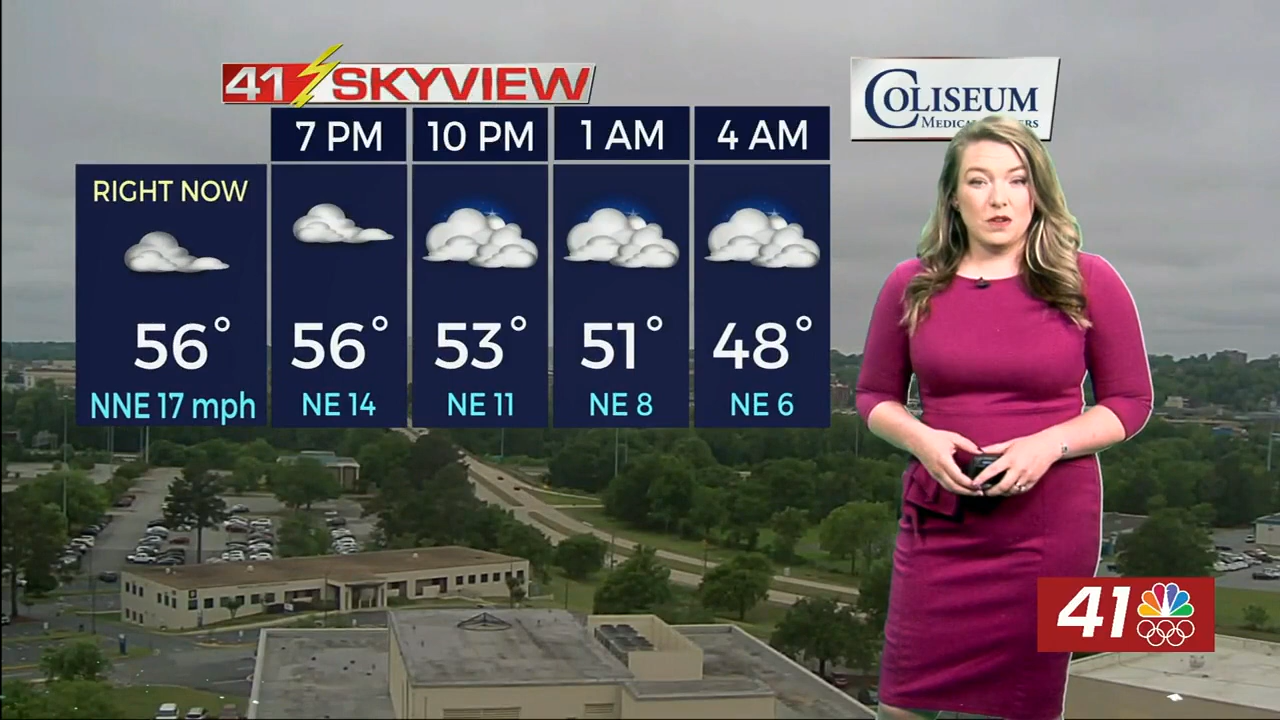 41 SKYVIEW
COLISEUM
7 PM 10 PM 1 AM 4 AM
RIGHT NOW
56° 56° 53° 51° 48°
NNE 17 mph NE 14 NE 11 NE 8 NE 6
41